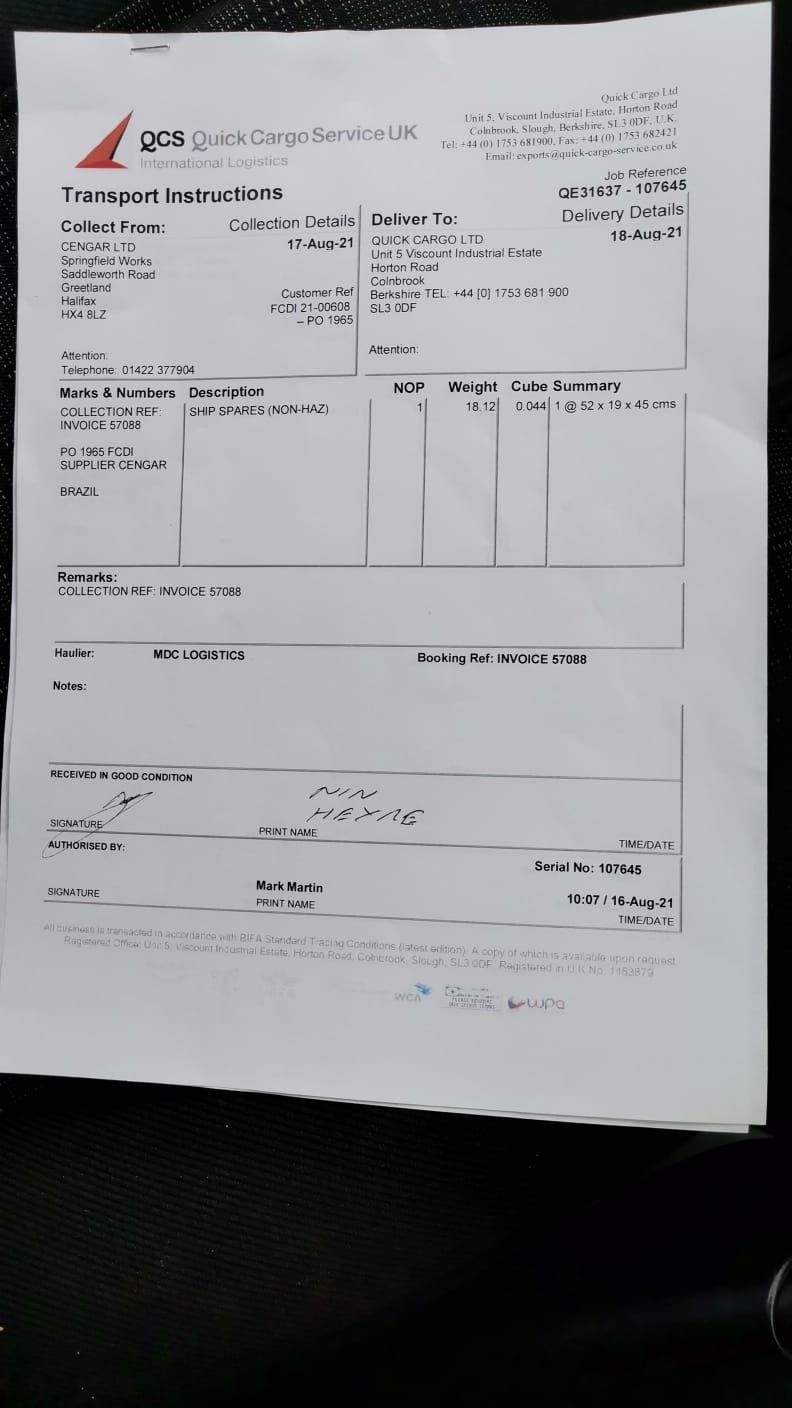 QCS Quick Cargo Service UK
International Logistics
Quick Cargo Ltd
Unit 5, Viscount Industrial Estate, Horton Road
Colnbrook, Slough, Berkshire, SL3 0DF, U.K.
Tel: +44 (0) 1753 681900, Fax: +44 (0) 1753 682421
Email: exports@quick-cargo-service.co.uk
Transport Instructions
Job Reference
QE31637 - 107645
Collect From:
Collection Details
CENGAR LTD
17-Aug-21
Springfield Works
Saddleworth Road
Greetland
Halifax
HX4 8LZ
Customer Ref
FCDI 21-00608
– PO 1965
Attention:
Telephone: 01422 377904
Deliver To:
Delivery Details
QUICK CARGO LTD
18-Aug-21
Unit 5 Viscount Industrial Estate
Horton Road
Colnbrook
Berkshire TEL: +44 [0] 1753 681 900
SL3 0DF
Attention:
Marks & Numbers Description NOP Weight Cube Summary
COLLECTION REF: SHIP SPARES (NON-HAZ) 1 18.12 0.044 1 @ 52 x 19 x 45 cms
INVOICE 57088
PO 1965 FCDI
SUPPLIER CENGAR
BRAZIL
Remarks:
COLLECTION REF: INVOICE 57088
Haulier: MDC LOGISTICS Booking Ref: INVOICE 57088
Notes:
RECEIVED IN GOOD CONDITION
NIN
SIGNATURE PRINT NAME TIME/DATE
AUTHORISED BY:
Serial No: 107645
Mark Martin 10:07 / 16-Aug-21
SIGNATURE PRINT NAME TIME/DATE
All business is transacted in accordance with BIFA Standard Trading Conditions (latest edition). A copy of which is available upon request.
Registered Office: Unit 5, Viscount Industrial Estate, Horton Road, Colnbrook, Slough, SL3 0DF. Registered in U.K No. 1153879
WCA wpa